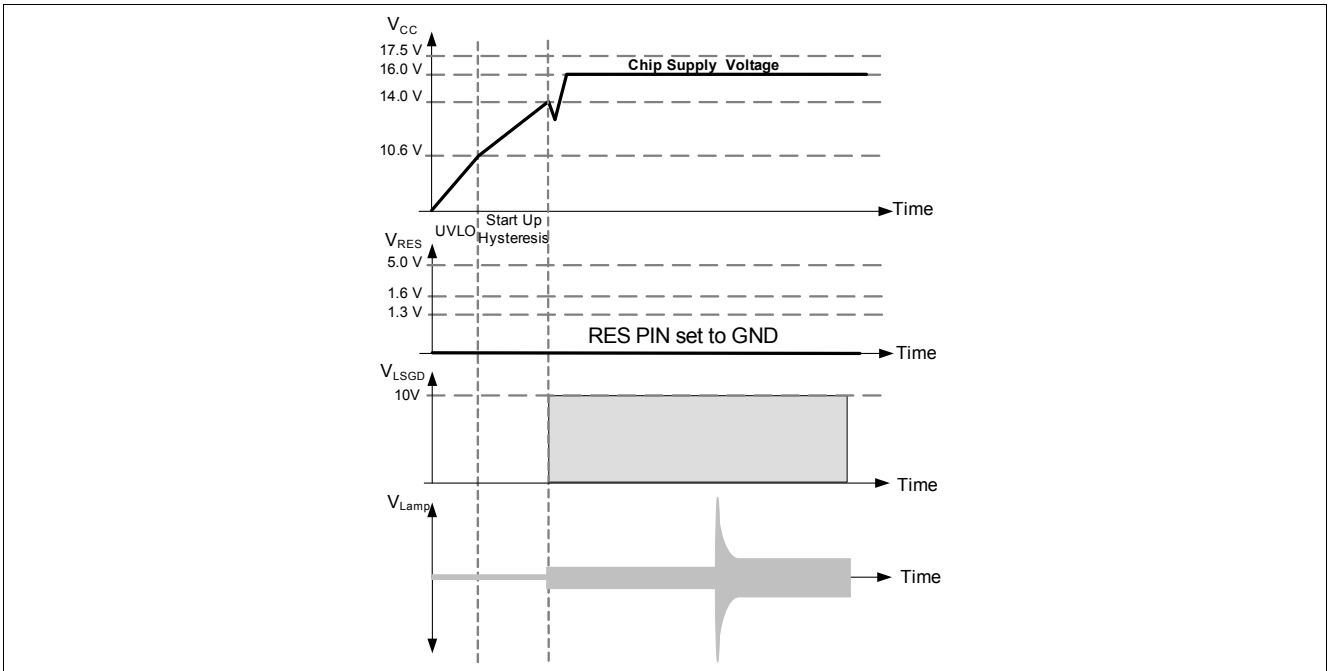 VCC
17.5 V
16.0 V
Chip Supply Voltage
14.0 V
10.6 V
Time
UVLO
Start Up
Hysteresis
VRES
5.0 V
1.6 V
1.3 V
RES PIN set to GND
Time
VLSGD
10V
Time
VLamp
Time